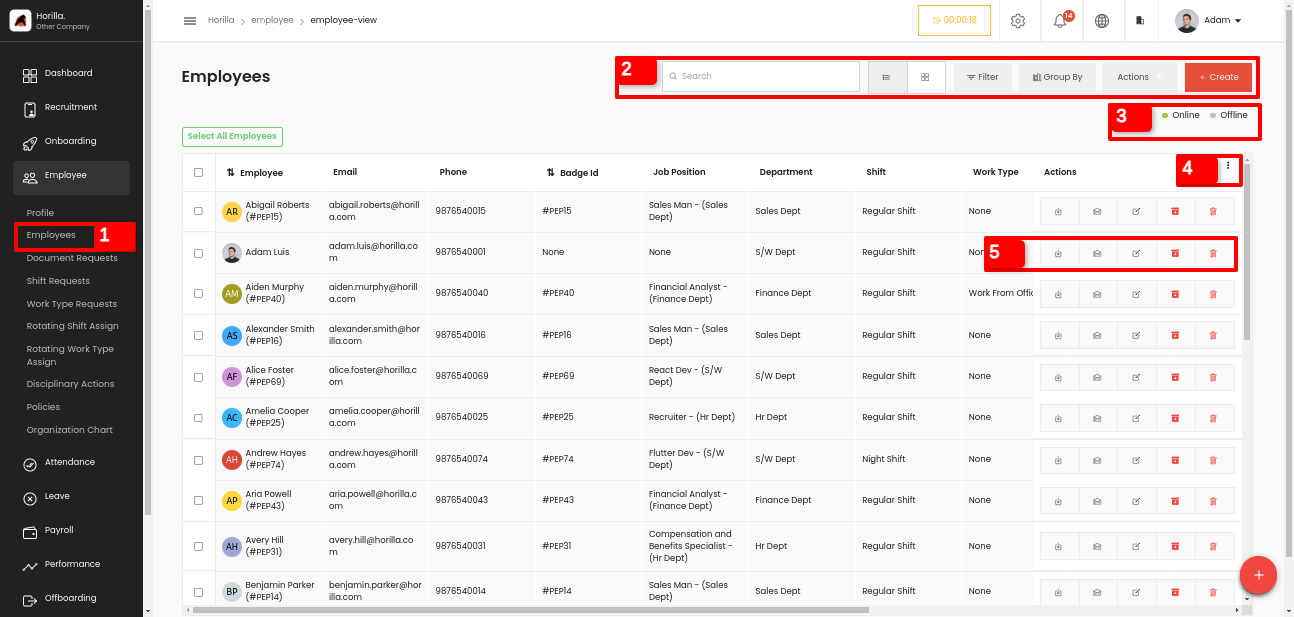 Horilla.
Other Company
Dashboard
Recruitment
Onboarding
Employee
Profile
Employees 1
Document Requests
Shift Requests
Work Type Requests
Rotating Shift Assign
Rotating Work Type
Assign
Disciplinary Actions
Policies
Organization Chart
Attendance
Leave
Payroll
Performance
Offboarding
Horilla > employee > employee-view
00:00:18
14
Adam
Employees
2 Search Filter Group By Actions + Create
3 Online Offline
Select All Employees
Employee Email Phone Badge Id Job Position Department Shift Work Type Actions 4
AR Abigail Roberts (#PEP15) abigail.roberts@horilla.com 9876540015 #PEP15 Sales Man - (Sales Dept) Sales Dept Regular Shift None
Adam Luis adam.luis@horilla.com 9876540001 None None S/W Dept Regular Shift 5
AM Aiden Murphy (#PEP40) aiden.murphy@horilla.com 9876540040 #PEP40 Financial Analyst - (Finance Dept) Finance Dept Regular Shift Work From Offic
AS Alexander Smith (#PEP16) alexander.smith@horilla.com 9876540016 #PEP16 Sales Man - (Sales Dept) Sales Dept Regular Shift None
AF Alice Foster (#PEP69) alice.foster@horilla.com 9876540069 #PEP69 React Dev - (S/W Dept) S/W Dept Regular Shift None
AC Amelia Cooper (#PEP25) amelia.cooper@horilla.com 9876540025 #PEP25 Recruiter - (Hr Dept) Hr Dept Regular Shift None
AH Andrew Hayes (#PEP74) andrew.hayes@horilla.com 9876540074 #PEP74 Flutter Dev - (S/W Dept) S/W Dept Night Shift None
AP Aria Powell (#PEP43) aria.powell@horilla.com 9876540043 #PEP43 Financial Analyst - (Finance Dept) Finance Dept Regular Shift None
AH Avery Hill (#PEP31) avery.hill@horilla.com 9876540031 #PEP31 Compensation and Benefits Specialist - (Hr Dept) Hr Dept Regular Shift None
BP Benjamin Parker (#PEP14) benjamin.parker@horilla.com 9876540014 #PEP14 Sales Man - (Sales Dept) Sales Dept Regular Shift None